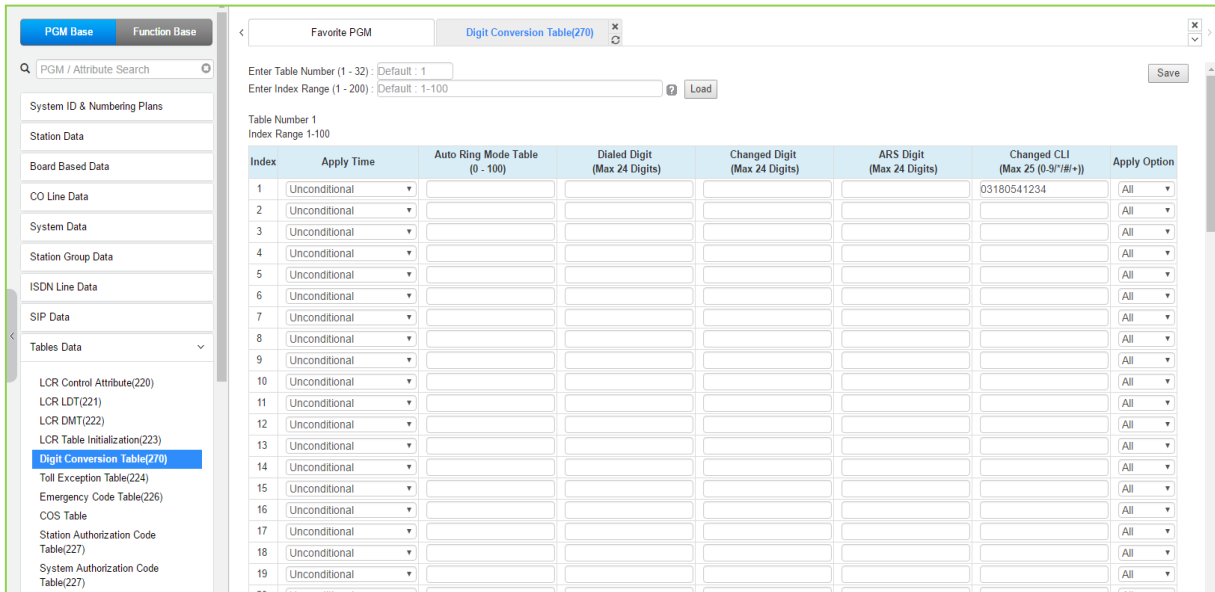 PGM Base Function Base
PGM / Attribute Search
System ID & Numbering Plans
Station Data
Board Based Data
CO Line Data
System Data
Station Group Data
ISDN Line Data
SIP Data
Tables Data
LCR Control Attribute(220)
LCR LDT(221)
LCR DMT(222)
LCR Table Initialization(223)
Digit Conversion Table(270)
Toll Exception Table(224)
Emergency Code Table(226)
COS Table
Station Authorization Code
Table(227)
System Authorization Code
Table(227)
Favorite PGM Digit Conversion Table(270)
Enter Table Number (1 - 32) : Default : 1
Enter Index Range (1 - 200) : Default : 1-100 Load
Save
Table Number 1
Index Range 1-100
Index Apply Time Auto Ring Mode Table (0 - 100) Dialed Digit (Max 24 Digits) Changed Digit (Max 24 Digits) ARS Digit (Max 24 Digits) Changed CLI (Max 25 (0-9/*/#/+)) Apply Option
1 Unconditional 03180541234 All
2 Unconditional All
3 Unconditional All
4 Unconditional All
5 Unconditional All
6 Unconditional All
7 Unconditional All
8 Unconditional All
9 Unconditional All
10 Unconditional All
11 Unconditional All
12 Unconditional All
13 Unconditional All
14 Unconditional All
15 Unconditional All
16 Unconditional All
17 Unconditional All
18 Unconditional All
19 Unconditional All